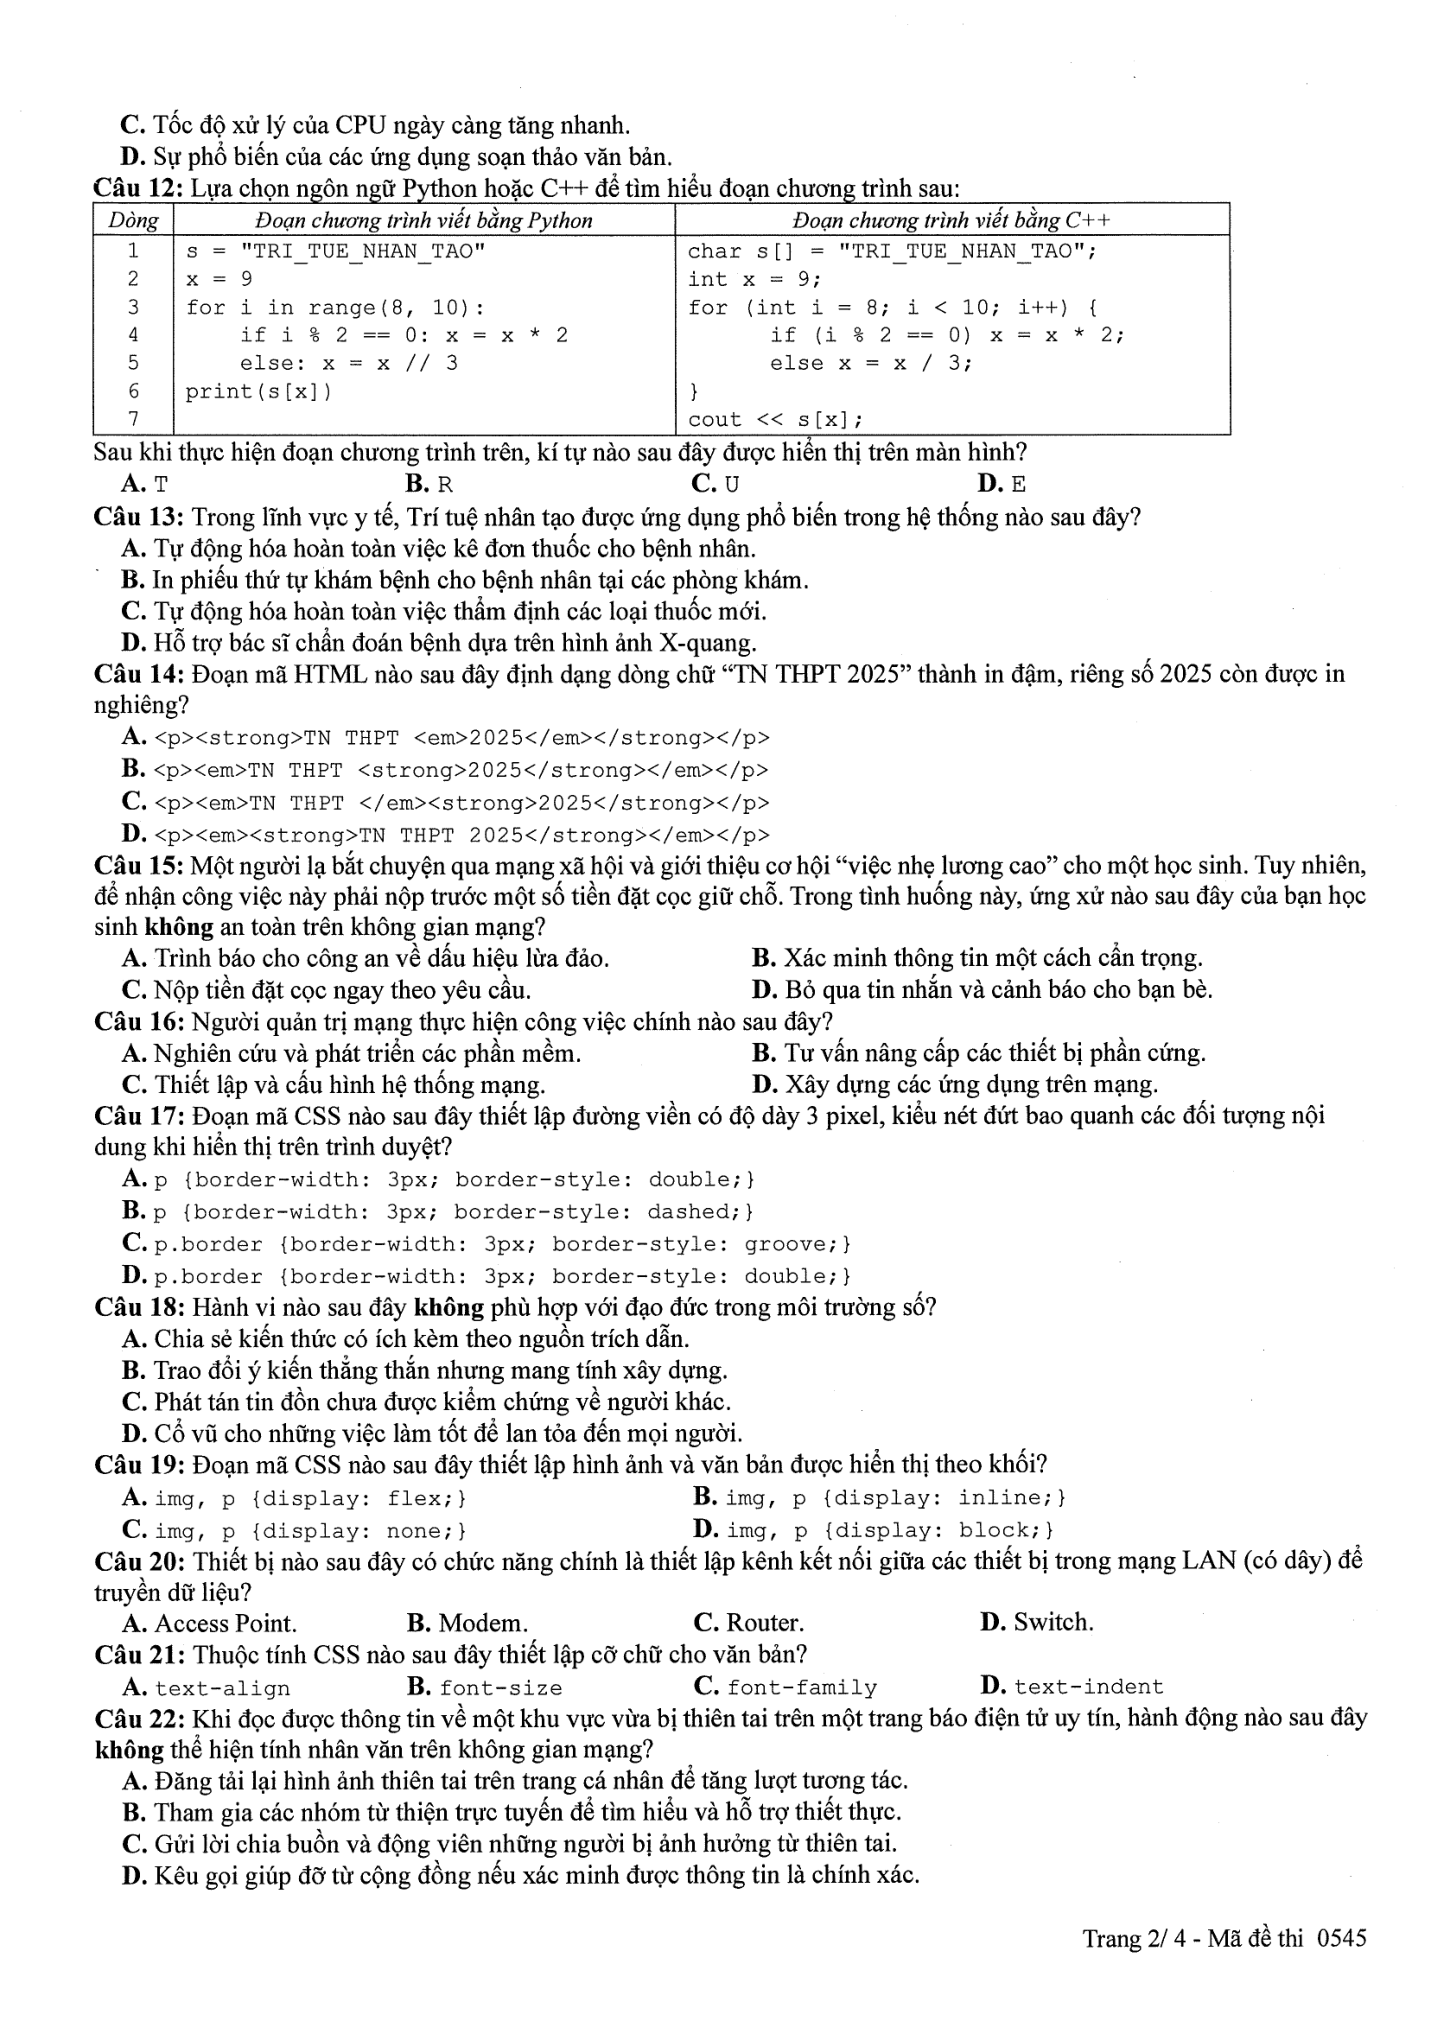 C. Tốc độ xử lý của CPU ngày càng tăng nhanh.
D. Sự phổ biến của các ứng dụng soạn thảo văn bản.
Câu 12: Lựa chọn ngôn ngữ Python hoặc C++ để tìm hiểu đoạn chương trình sau:
Dòng Đoạn chương trình viết bằng Python Đoạn chương trình viết bằng C++
1 s = "TRI_TUE_NHAN_TAO" char s[] = "TRI_TUE_NHAN_TAO";
2 x = 9 int x = 9;
3 for i in range(8, 10): for (int i = 8; i < 10; i++) {
4 if i % 2 == 0: x = x * 2 if (i % 2 == 0) x = x * 2;
5 else: x = x // 3 else x = x / 3;
6 print(s[x]) }
7 cout << s[x];
Sau khi thực hiện đoạn chương trình trên, kí tự nào sau đây được hiển thị trên màn hình?
A. T B. R C. U D. E
Câu 13: Trong lĩnh vực y tế, Trí tuệ nhân tạo được ứng dụng phổ biến trong hệ thống nào sau đây?
A. Tự động hóa hoàn toàn việc kê đơn thuốc cho bệnh nhân.
B. In phiếu thứ tự khám bệnh cho bệnh nhân tại các phòng khám.
C. Tự động hóa hoàn toàn việc thẩm định các loại thuốc mới.
D. Hỗ trợ bác sĩ chẩn đoán bệnh dựa trên hình ảnh X-quang.
Câu 14: Đoạn mã HTML nào sau đây định dạng dòng chữ “TN THPT 2025” thành in đậm, riêng số 2025 còn được in
nghiêng?
A. <p><strong>TN THPT <em>2025</em></strong></p>
B. <p><em>TN THPT <strong>2025</strong></em></p>
C. <p><em>TN THPT </em><strong>2025</strong></p>
D. <p><em><strong>TN THPT 2025</strong></em></p>
Câu 15: Một người lạ bắt chuyện qua mạng xã hội và giới thiệu cơ hội “việc nhẹ lương cao” cho một học sinh. Tuy nhiên,
để nhận công việc này phải nộp trước một số tiền đặt cọc giữ chỗ. Trong tình huống này, ứng xử nào sau đây của bạn học
sinh không an toàn trên không gian mạng?
A. Trình báo cho công an về dấu hiệu lừa đảo. B. Xác minh thông tin một cách cẩn trọng.
C. Nộp tiền đặt cọc ngay theo yêu cầu. D. Bỏ qua tin nhắn và cảnh báo cho bạn bè.
Câu 16: Người quản trị mạng thực hiện công việc chính nào sau đây?
A. Nghiên cứu và phát triển các phần mềm. B. Tư vấn nâng cấp các thiết bị phần cứng.
C. Thiết lập và cấu hình hệ thống mạng. D. Xây dựng các ứng dụng trên mạng.
Câu 17: Đoạn mã CSS nào sau đây thiết lập đường viền có độ dày 3 pixel, kiểu nét đứt bao quanh các đối tượng nội
dung khi hiển thị trên trình duyệt?
A. p {border-width: 3px; border-style: double;}
B. p {border-width: 3px; border-style: dashed;}
C. p.border {border-width: 3px; border-style: groove;}
D. p.border {border-width: 3px; border-style: double;}
Câu 18: Hành vi nào sau đây không phù hợp với đạo đức trong môi trường số?
A. Chia sẻ kiến thức có ích kèm theo nguồn trích dẫn.
B. Trao đổi ý kiến thẳng thắn nhưng mang tính xây dựng.
C. Phát tán tin đồn chưa được kiểm chứng về người khác.
D. Cổ vũ cho những việc làm tốt để lan tỏa đến mọi người.
Câu 19: Đoạn mã CSS nào sau đây thiết lập hình ảnh và văn bản được hiển thị theo khối?
A. img, p {display: flex;} B. img, p {display: inline;}
C. img, p {display: none;} D. img, p {display: block;}
Câu 20: Thiết bị nào sau đây có chức năng chính là thiết lập kênh kết nối giữa các thiết bị trong mạng LAN (có dây) để
truyền dữ liệu?
A. Access Point. B. Modem. C. Router. D. Switch.
Câu 21: Thuộc tính CSS nào sau đây thiết lập cỡ chữ cho văn bản?
A. text-align B. font-size C. font-family D. text-indent
Câu 22: Khi đọc được thông tin về một khu vực vừa bị thiên tai trên một trang báo điện tử uy tín, hành động nào sau đây
không thể hiện tính nhân văn trên không gian mạng?
A. Đăng tải lại hình ảnh thiên tai trên trang cá nhân để tăng lượt tương tác.
B. Tham gia các nhóm từ thiện trực tuyến để tìm hiểu và hỗ trợ thiết thực.
C. Gửi lời chia buồn và động viên những người bị ảnh hưởng từ thiên tai.
D. Kêu gọi giúp đỡ từ cộng đồng nếu xác minh được thông tin là chính xác.
Trang 2/ 4 - Mã đề thi 0545